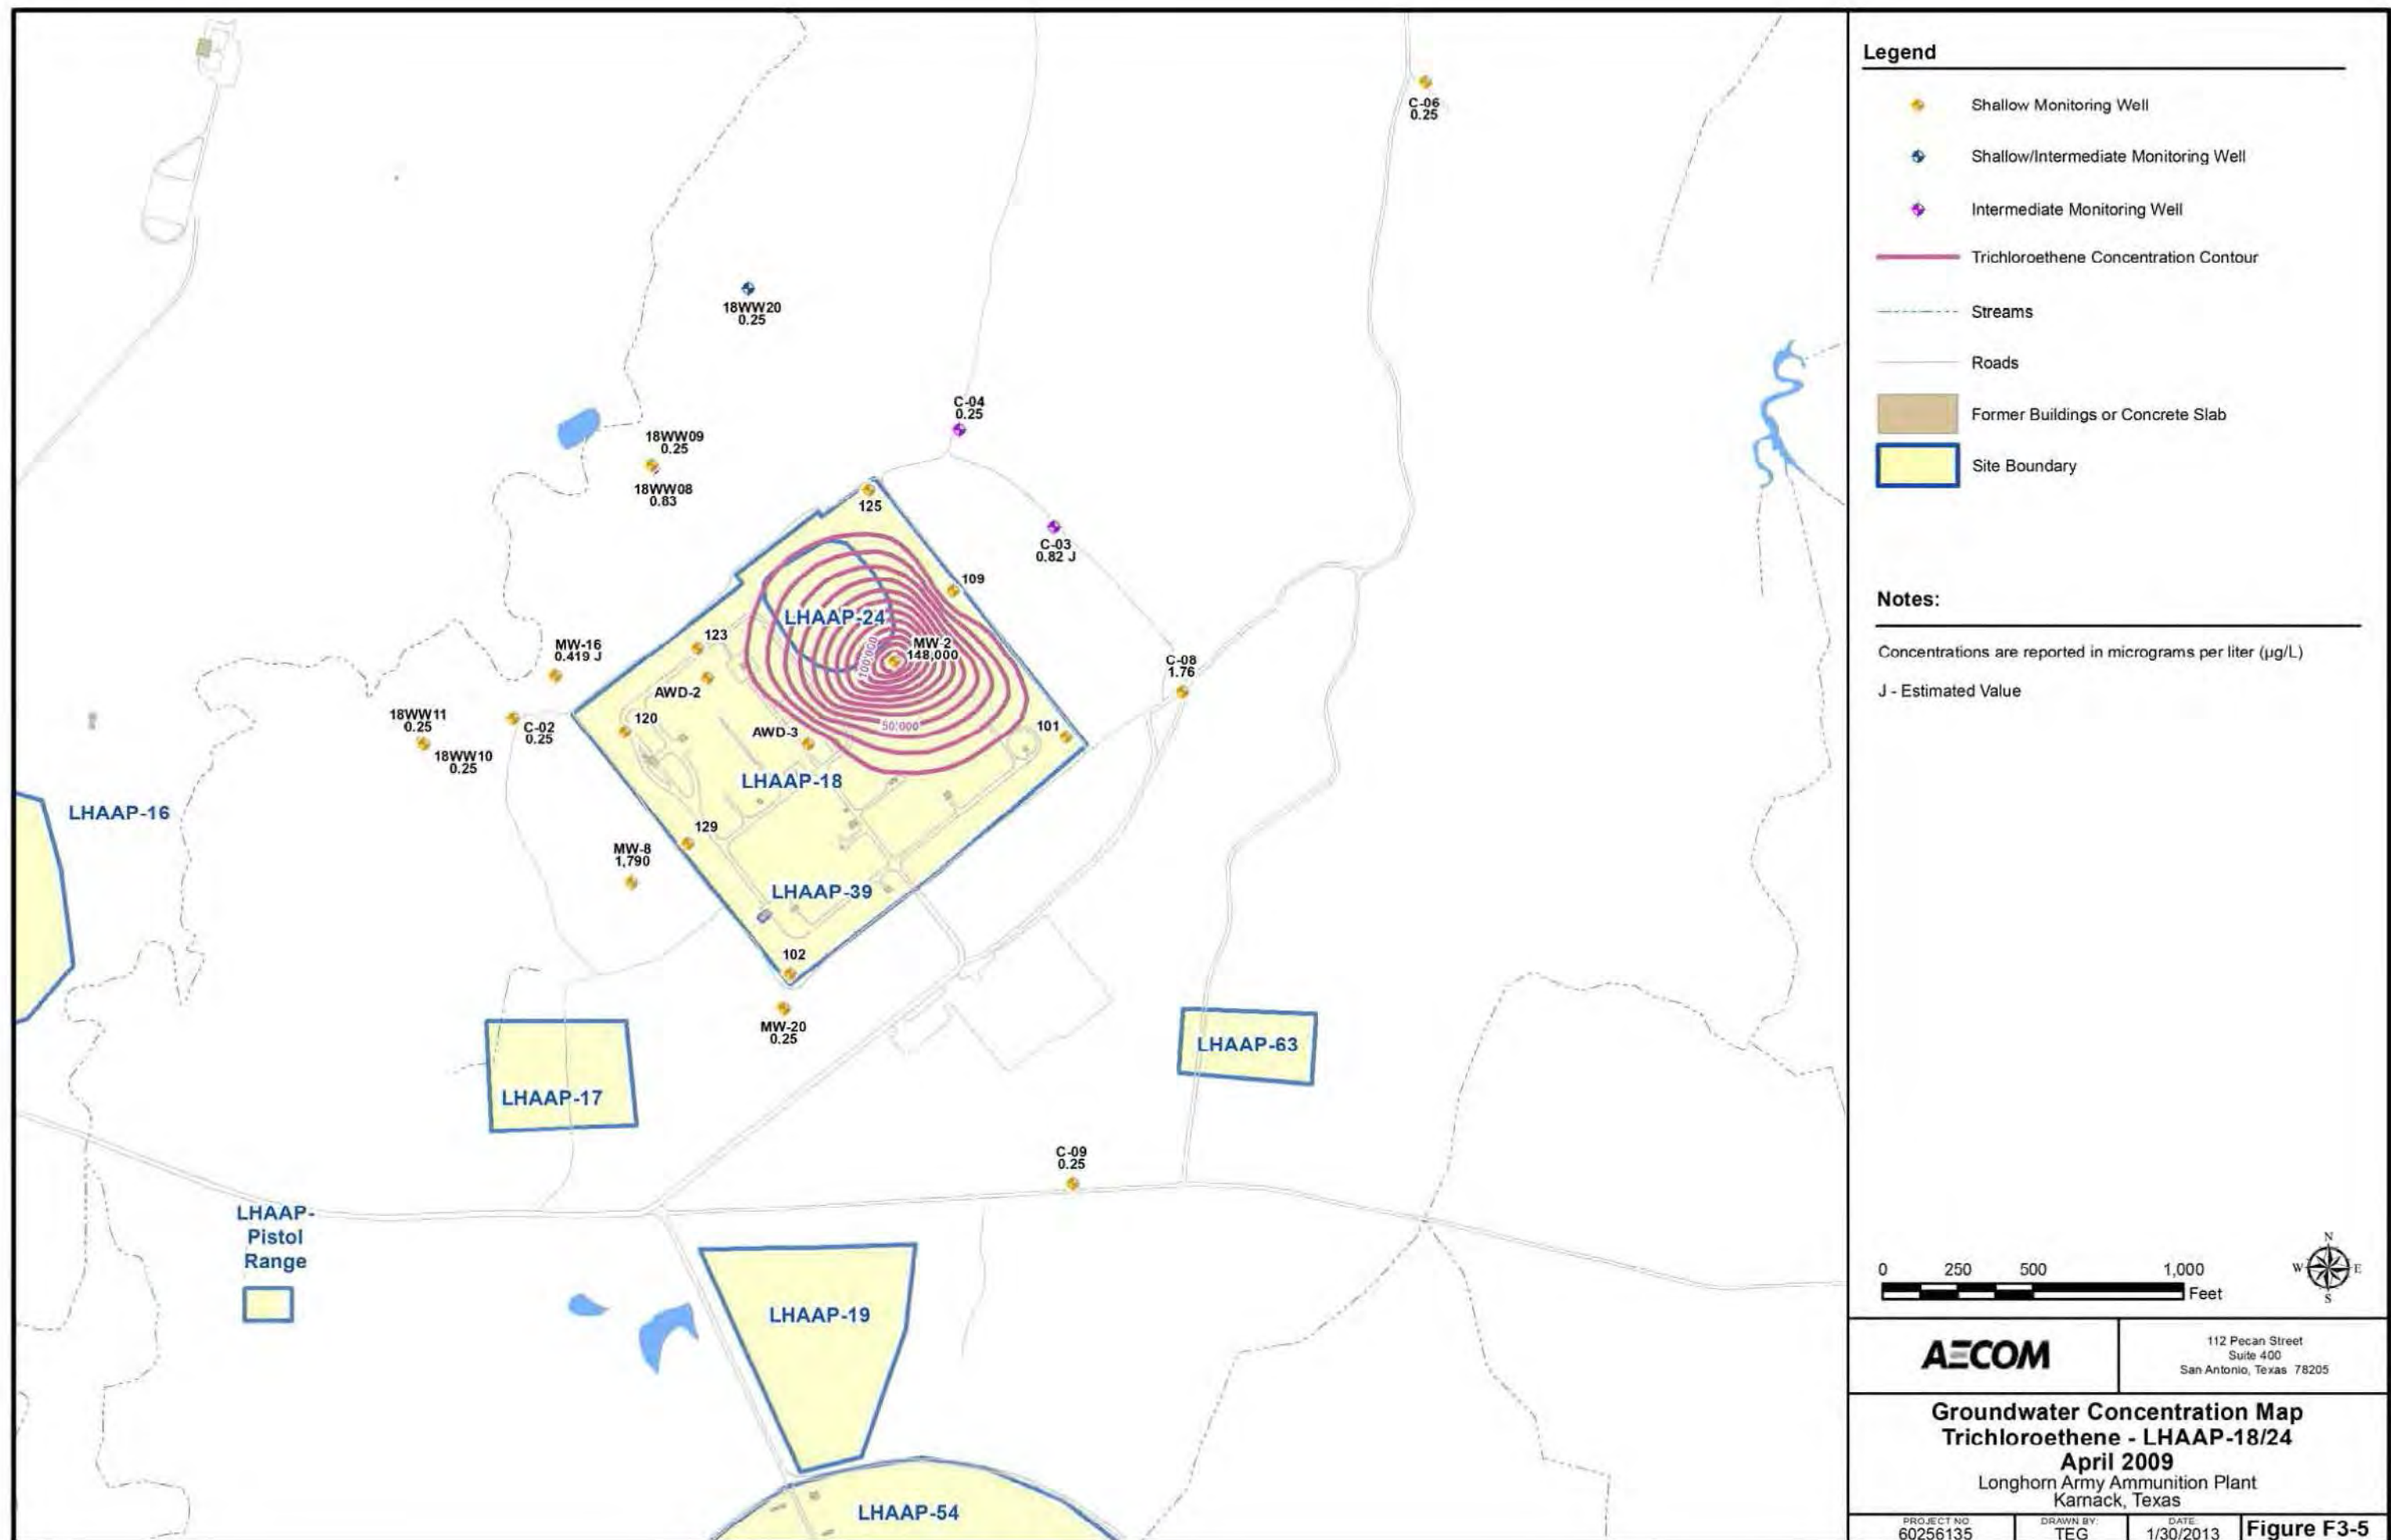 C-06
0.25
18WW20
0.25
C-04
0.25
18WW09
0.25
18WW08
0.83
125
C-03
0.82 J
109
LHAAP-24
MW-2
148,000
100,000
123
MW-16
0.419 J
C-08
1.76
AWD-2
18WW11
0.25
120
C-02
0.25
50,000
101
AWD-3
18WW10
0.25
LHAAP-18
LHAAP-16
129
MW-8
1,790
LHAAP-39
102
MW-20
0.25
LHAAP-63
LHAAP-17
C-09
0.25
LHAAP-
Pistol
Range
LHAAP-19
LHAAP-54
Legend
Shallow Monitoring Well
Shallow/Intermediate Monitoring Well
Intermediate Monitoring Well
Trichloroethene Concentration Contour
Streams
Roads
Former Buildings or Concrete Slab
Site Boundary
Notes:
Concentrations are reported in micrograms per liter (µg/L)
J - Estimated Value
0 250 500 1,000
Feet
N
W E
S
AECOM
112 Pecan Street
Suite 400
San Antonio, Texas 78205
Groundwater Concentration Map
Trichloroethene - LHAAP-18/24
April 2009
Longhorn Army Ammunition Plant
Karnack, Texas
PROJECT NO.
60256135
DRAWN BY:
TEG
DATE:
1/30/2013
Figure F3-5